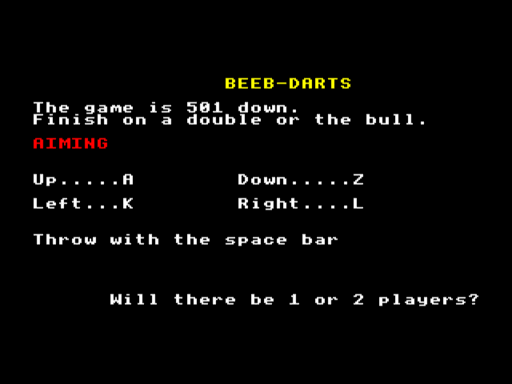 BEEB-DARTS
The game is 501 down.
Finish on a double or the bull.
AIMING
Up.....A Down.....Z
Left...K Right....L
Throw with the space bar
Will there be 1 or 2 players?